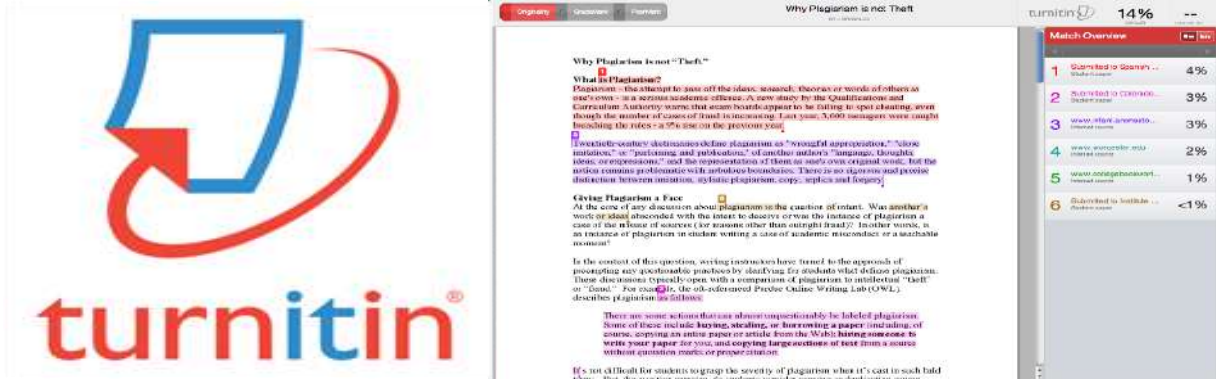 turnitin®
Originality GradeMark PeerMark
Why Plagiarism is not Theft
turnitin 14% --
Match Overview
1 Submitted to Spanish ... 4%
Student paper
2 Submitted to Colorado... 3%
Student paper
3 3%
Internet source
4 2%
Internet source
5 1%
Internet source
6 Submitted to Institute ... <1%
Student paper
Why Plagiarism is not "Theft."
1
What is Plagiarism?
Plagiarism - the attempt to pass off the ideas, research, theories or words of others as
one's own - is a serious academic offence. A new study by the Qualifications and
Curriculum Authority warns that exam boards appear to be failing to spot cheating, even
though the number of cases of fraud is increasing. Last year, 3,600 teenagers were caught
breaching the rules - a 9% rise on the previous year.
Twentieth-century dictionaries define plagiarism as "wrongful appropriation," "close
imitation," or "purloining and publication," of another author's "language, thoughts,
ideas, or expressions," and the representation of them as one's own original work, but the
notion remains problematic with nebulous boundaries. There is no rigorous and precise
distinction between imitation, stylistic plagiarism, copy, replica and forgery.
Giving Plagiarism a Face
At the core of any discussion about plagiarism is the question of intent. Was another's
work or ideas absconded with the intent to deceive or was the instance of plagiarism a
case of the misuse of sources (for reasons other than outright fraud)? In other words, is
an instance of plagiarism in student writing a case of academic misconduct or a teachable
moment?
In the context of this question, writing instructors have turned to the approach of
preempting any questionable practices by clarifying for students what defines plagiarism.
These discussions typically open with a comparison of plagiarism to intellectual "theft"
or "fraud." For example, the oft-referenced Purdue Online Writing Lab (OWL)
describes plagiarism as follows:
There are some actions that can almost unquestionably be labeled plagiarism.
Some of these include buying, stealing, or borrowing a paper (including, of
course, copying an entire paper or article from the Web); hiring someone to
write your paper for you; and copying large sections of text from a source
without quotation marks or proper citation.
It's not difficult for students to grasp the severity of plagiarism when it's cast in such bald